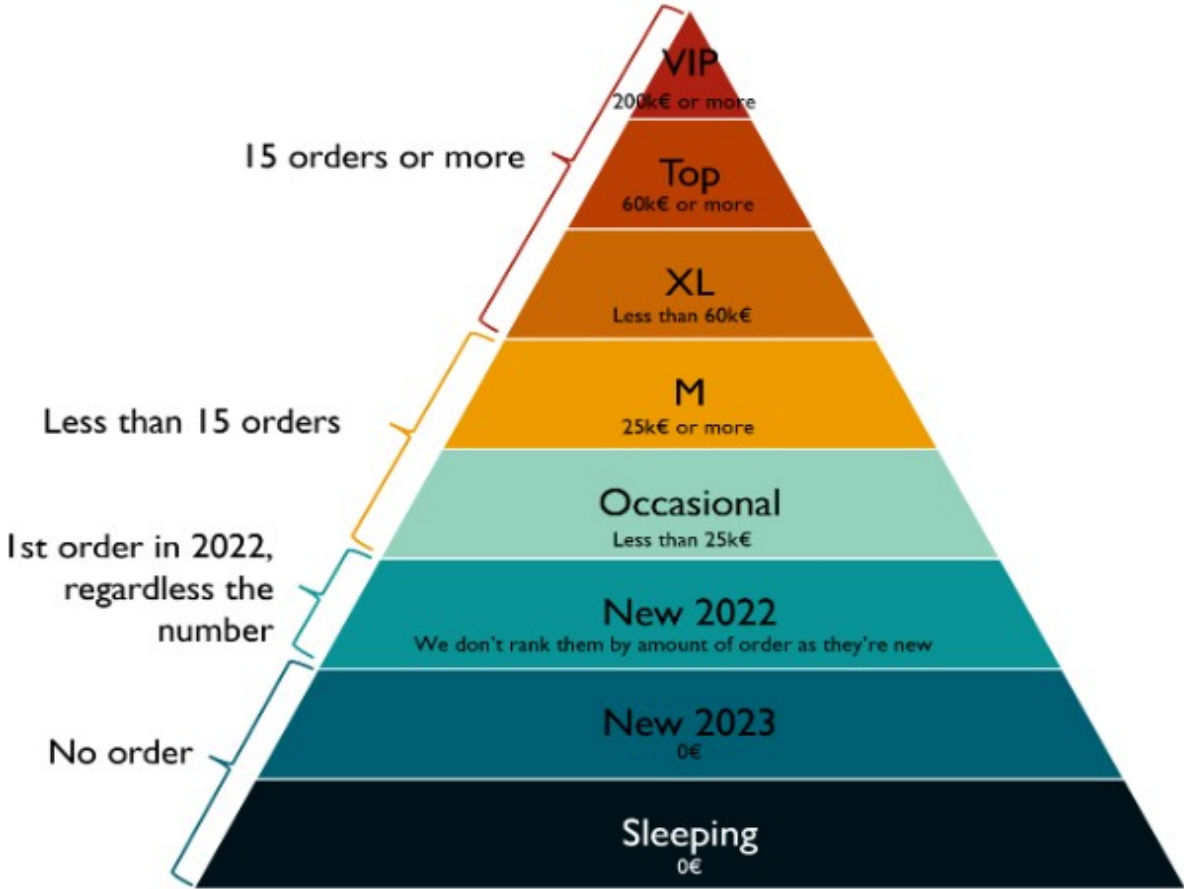 VIP
200k€ or more
15 orders or more
Top
60k€ or more
XL
Less than 60k€
M
25k€ or more
Less than 15 orders
Occasional
Less than 25k€
1st order in 2022,
regardless the
number
New 2022
We don't rank them by amount of order as they're new
New 2023
0€
No order
Sleeping
0€